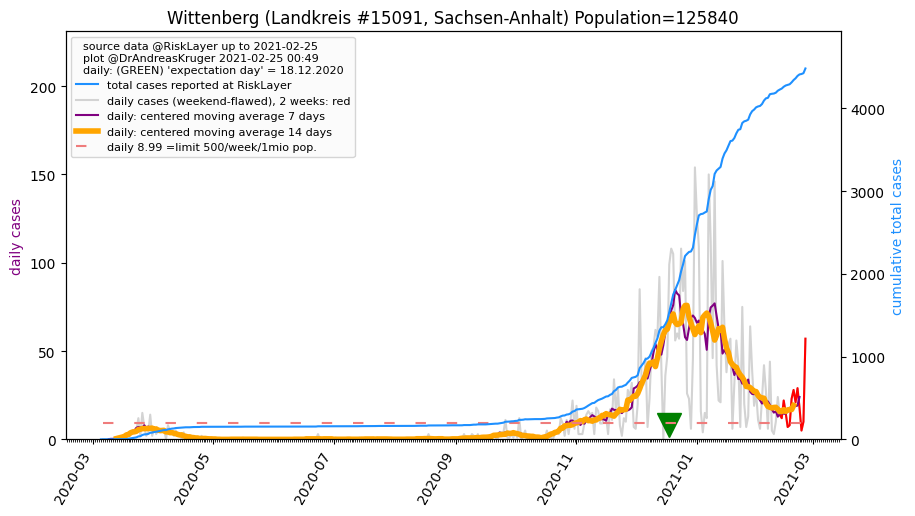 Wittenberg (Landkreis #15091, Sachsen-Anhalt) Population=125840
source data @RiskLayer up to 2021-02-25
plot @DrAndreasKruger 2021-02-25 00:49
daily: (GREEN) 'expectation day' = 18.12.2020
total cases reported at RiskLayer
daily cases (weekend-flawed), 2 weeks: red
daily: centered moving average 7 days
daily: centered moving average 14 days
daily 8.99 =limit 500/week/1mio pop.
daily cases
200
150
100
50
0
cumulative total cases
4000
3000
2000
1000
0
2020-03
2020-05
2020-07
2020-09
2020-11
2021-01
2021-03